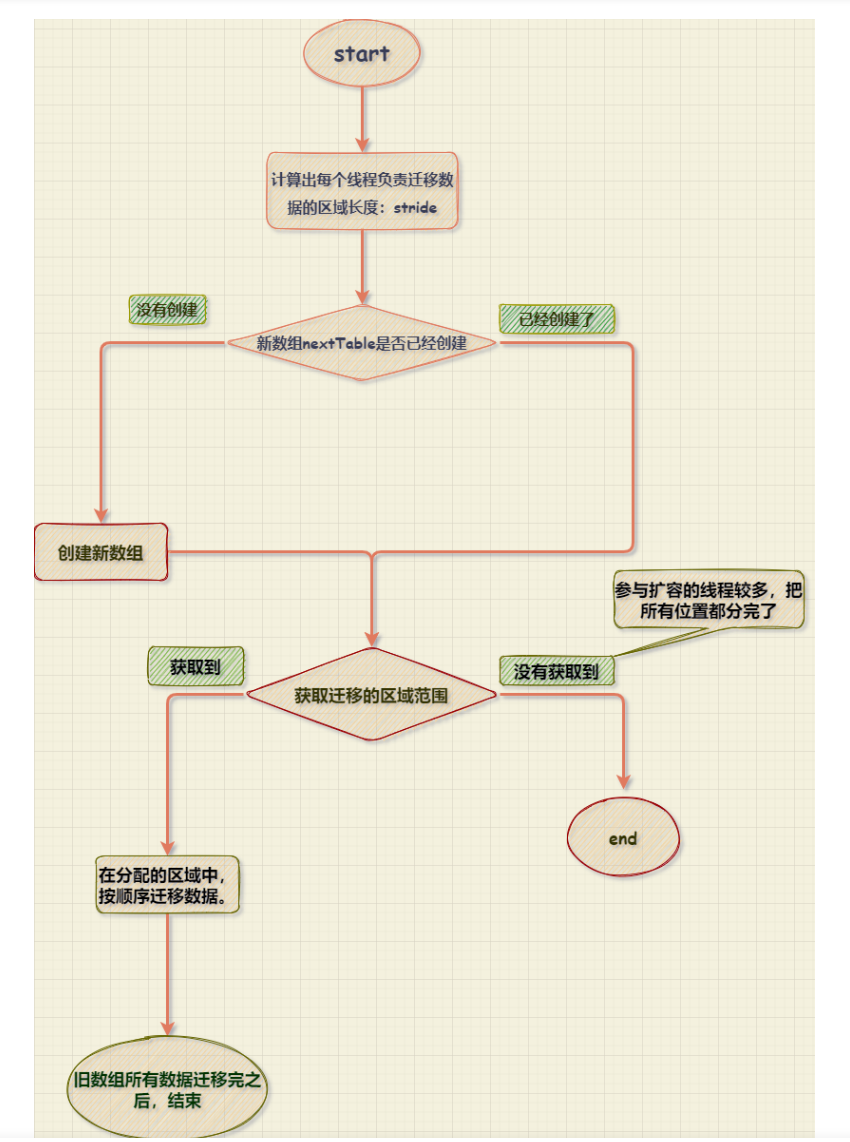 start
计算出每个线程负责迁移数
据的区域长度：stride
没有创建
已经创建了
新数组nextTable是否已经创建
创建新数组
参与扩容的线程较多，把
所有位置都分完了
获取到
没有获取到
获取迁移的区域范围
end
在分配的区域中，
按顺序迁移数据。
旧数组所有数据迁移完之
后，结束